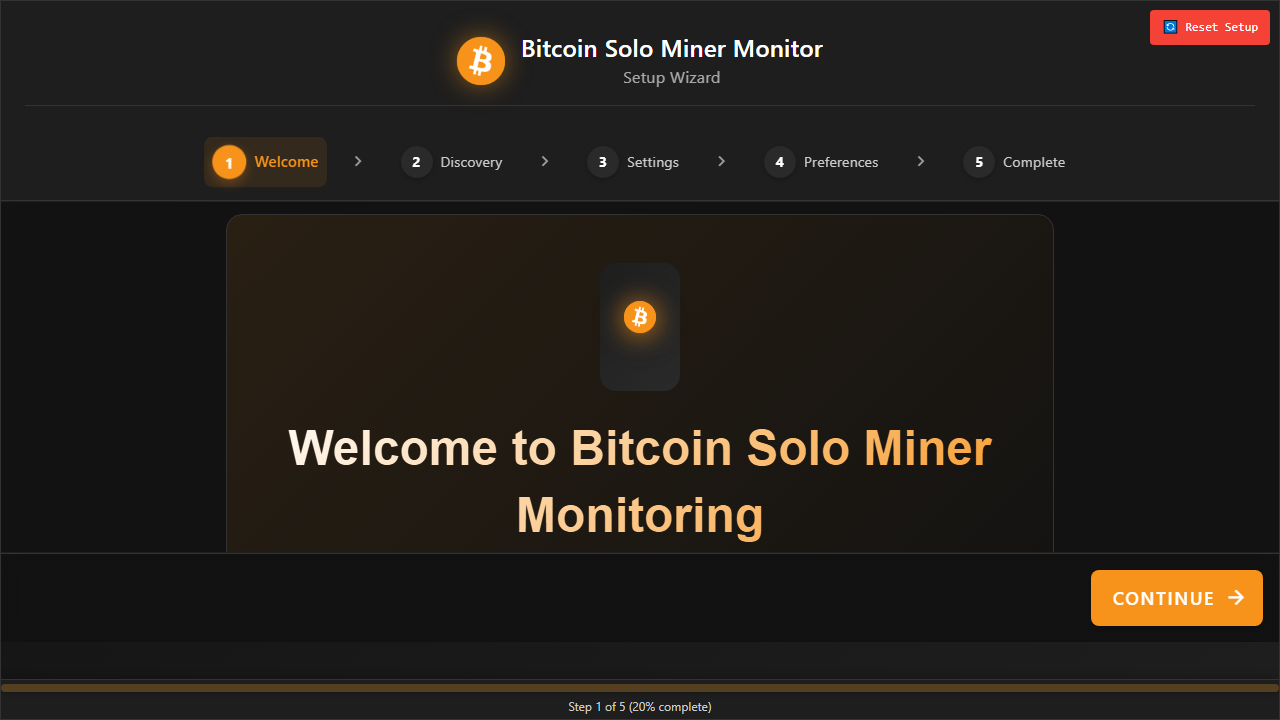 Bitcoin Solo Miner Monitor
Setup Wizard
Reset Setup
1 Welcome
2 Discovery
3 Settings
4 Preferences
5 Complete
Welcome to Bitcoin Solo Miner
Monitoring
CONTINUE
Step 1 of 5 (20% complete)